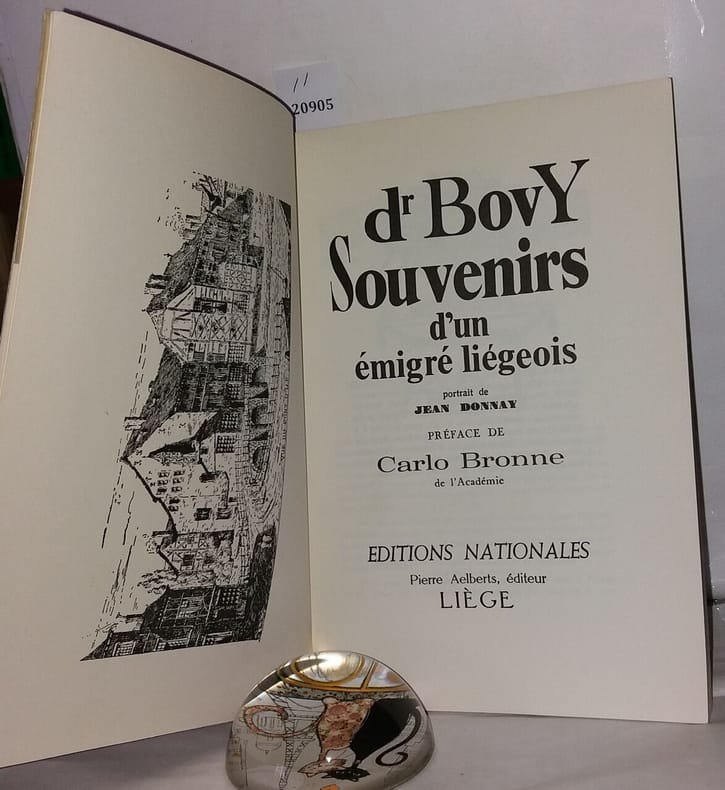 11
20905
dr BovY
Souvenirs
d'un
émigré liégeois
portrait de
JEAN DONNAY
PRÉFACE DE
Carlo Bronne
de l'Académie
EDITIONS NATIONALES
Pierre Aelberts, éditeur
LIÈGE